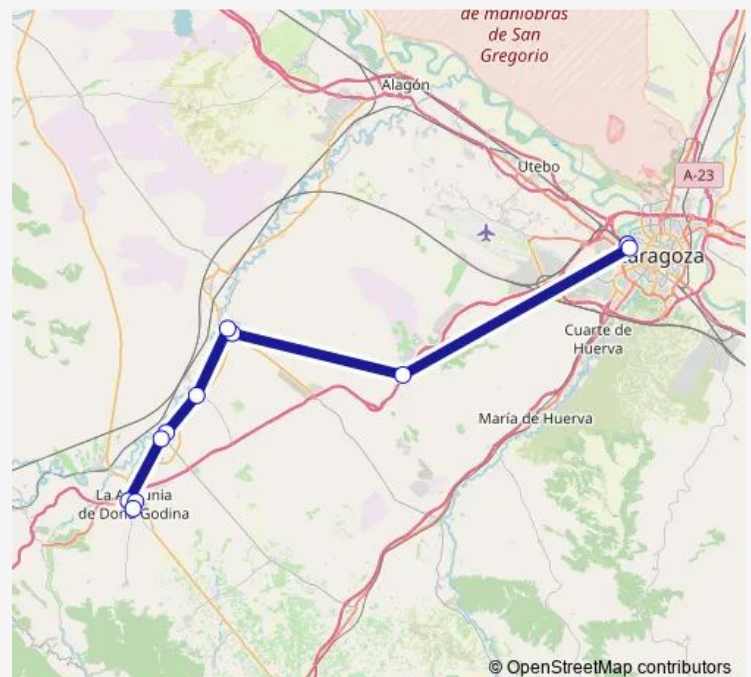 de maniobras
de San
Gregorio
Alagón
Utebo
A-23
aragoza
Cuarte de
Huerva
María de Huerva
La A
unia
de Don
Godina
© OpenStreetMap contributors